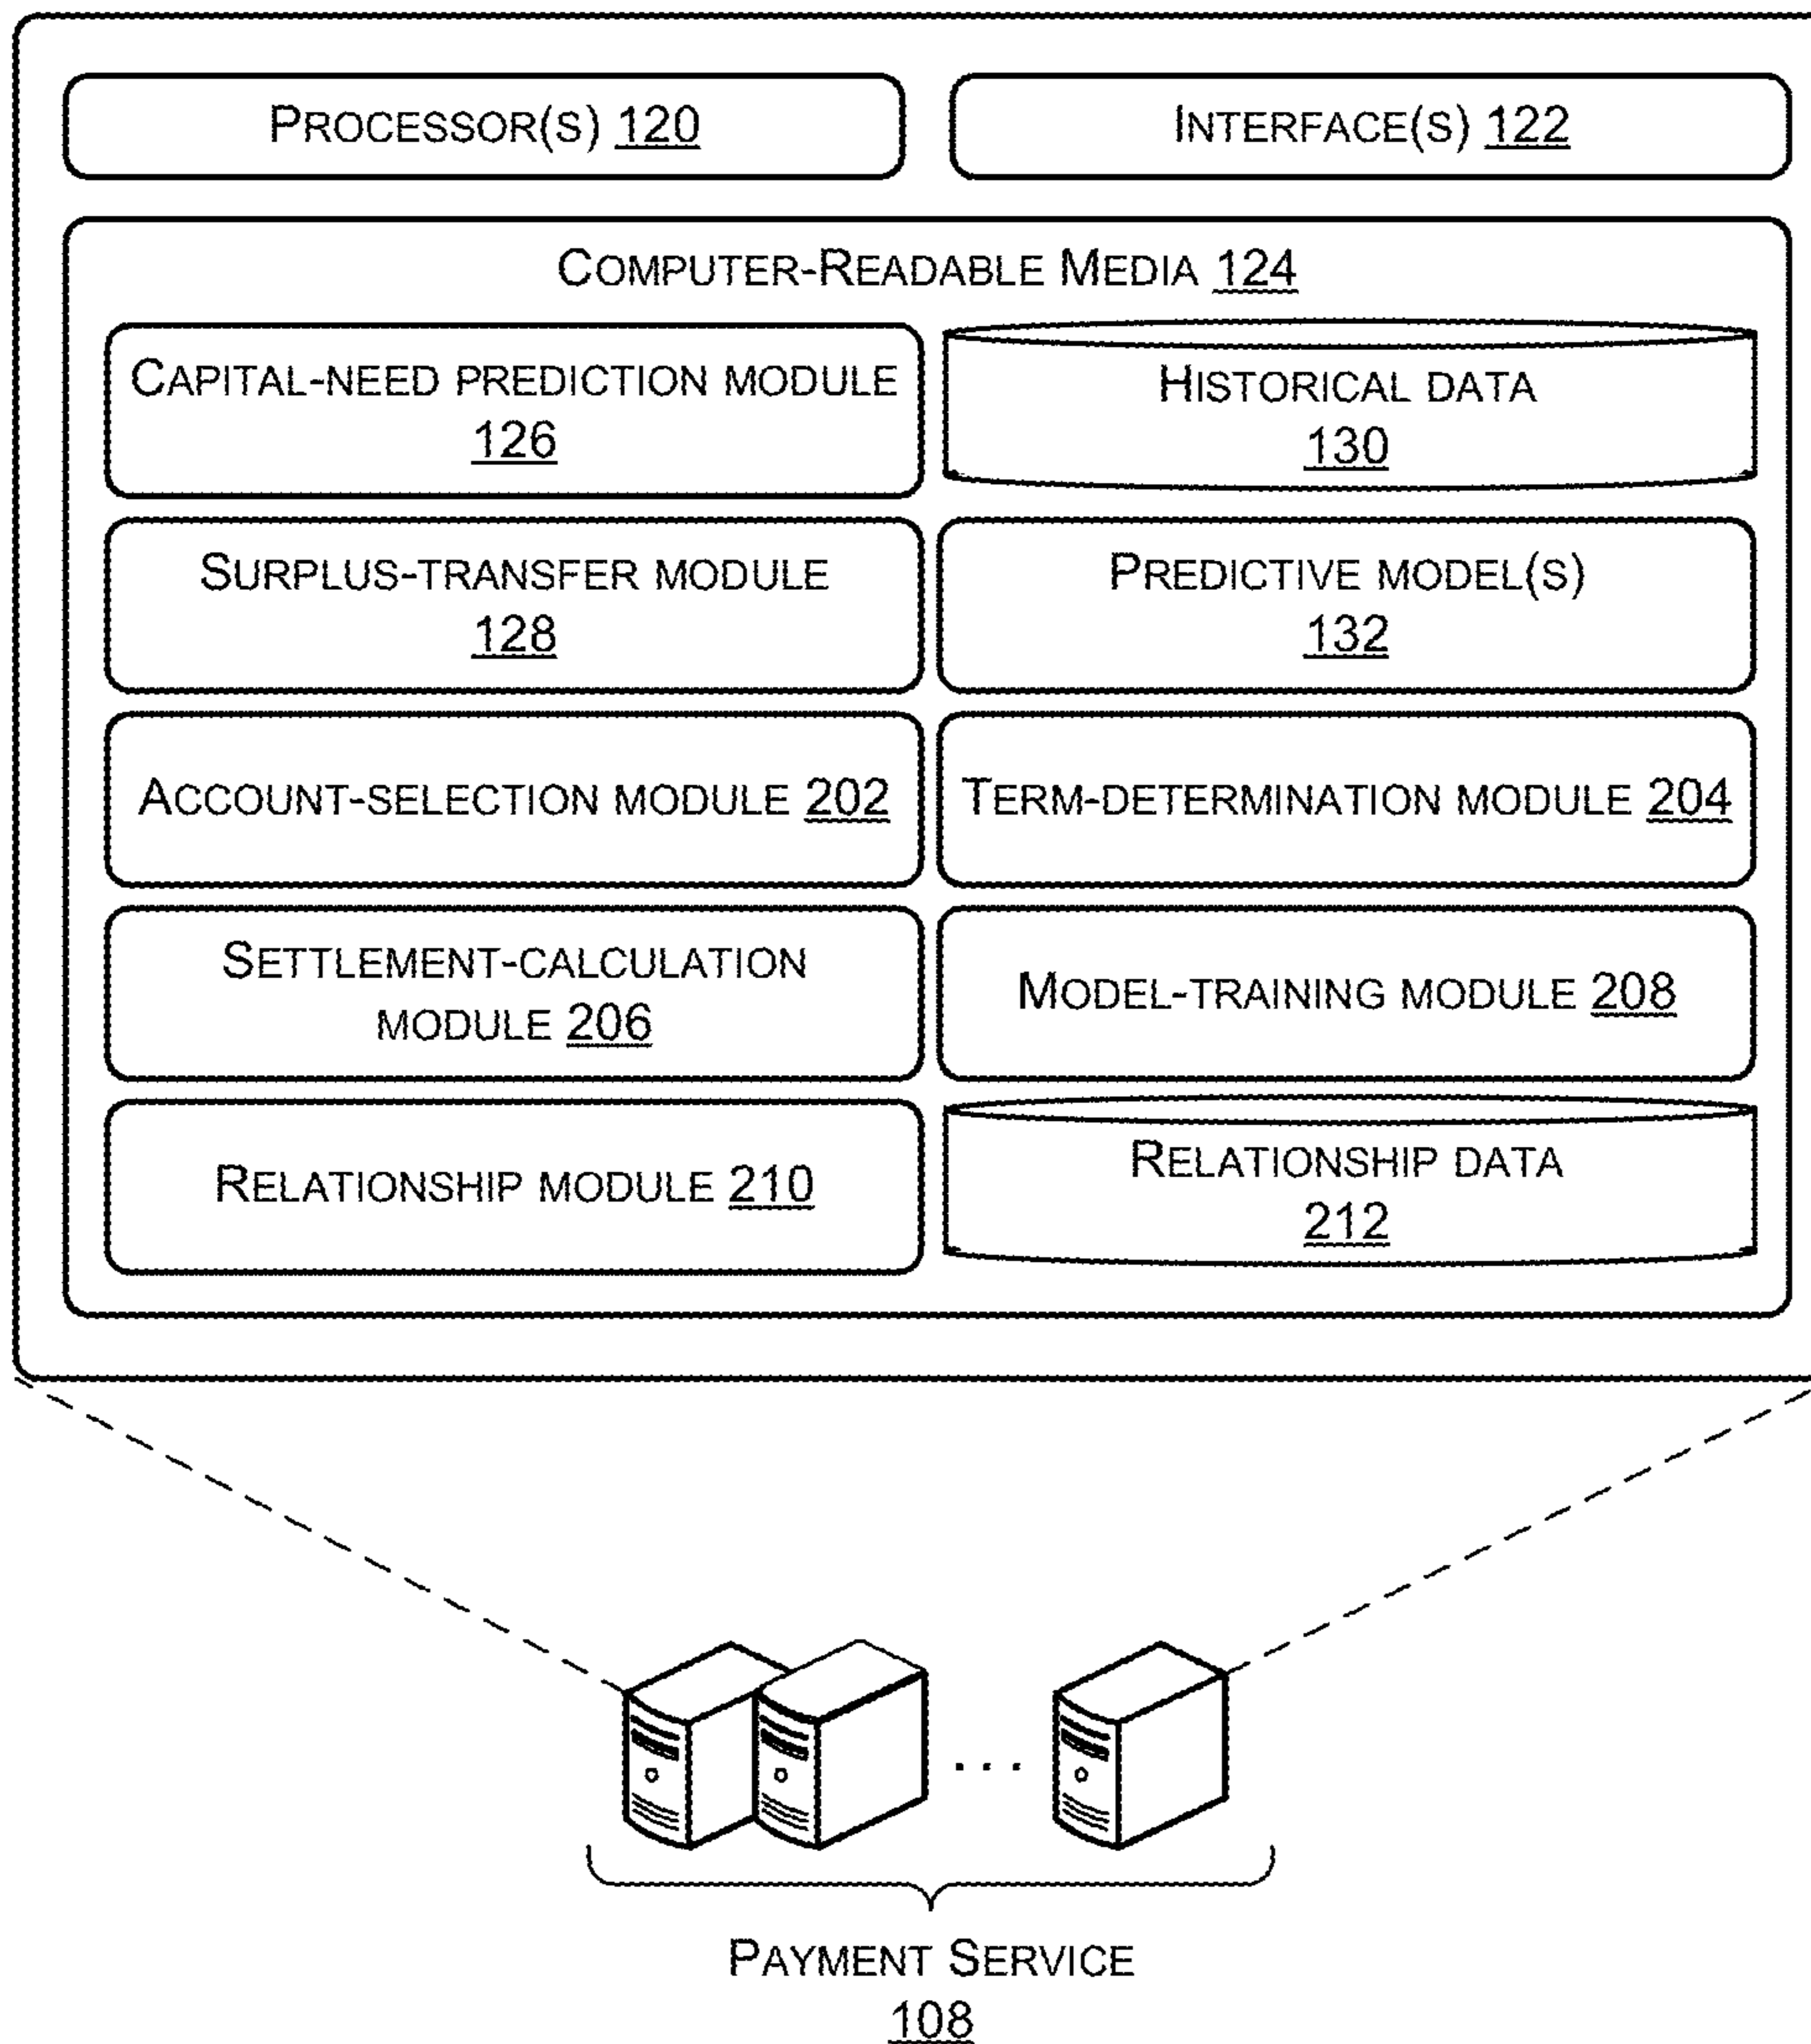 PROCESSOR(S) 120
INTERFACE(S) 122
COMPUTER-READABLE MEDIA 124
CAPITAL-NEED PREDICTION MODULE
126
HISTORICAL DATA
130
SURPLUS-TRANSFER MODULE
128
PREDICTIVE MODEL(S)
132
ACCOUNT-SELECTION MODULE 202
TERM-DETERMINATION MODULE 204
SETTLEMENT-CALCULATION
MODULE 206
MODEL-TRAINING MODULE 208
RELATIONSHIP MODULE 210
RELATIONSHIP DATA
212
...
PAYMENT SERVICE
108